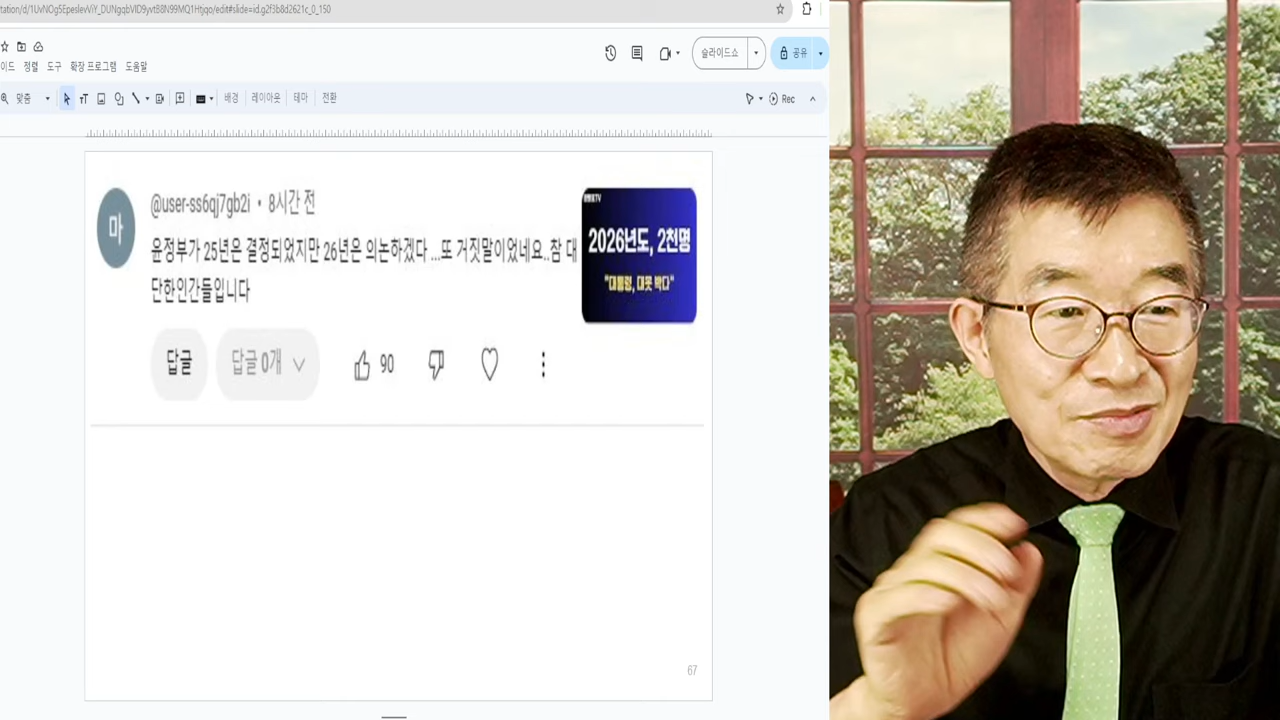 tation/d/1UvNOg5EpeslevViY_DUNgqbVlD9yvtB8N99MQ1Htjqo/edit#slide=id.g2f3b8d2621c_0_150
이드 정렬 도구 확장 프로그램 도움말
슬라이드쇼
공유
맞춤
배경 레이아웃 테마 전환
Rec
마
@user-ss6qj7gb2i • 8시간 전
윤정부가 25년은 결정되었지만 26년은 의논하겠다 ...또 거짓말이었네요..참 대
단한인간들입니다
2026년도, 2천명
"대통령, 대못 박다"
답글
답글 0개
90
67